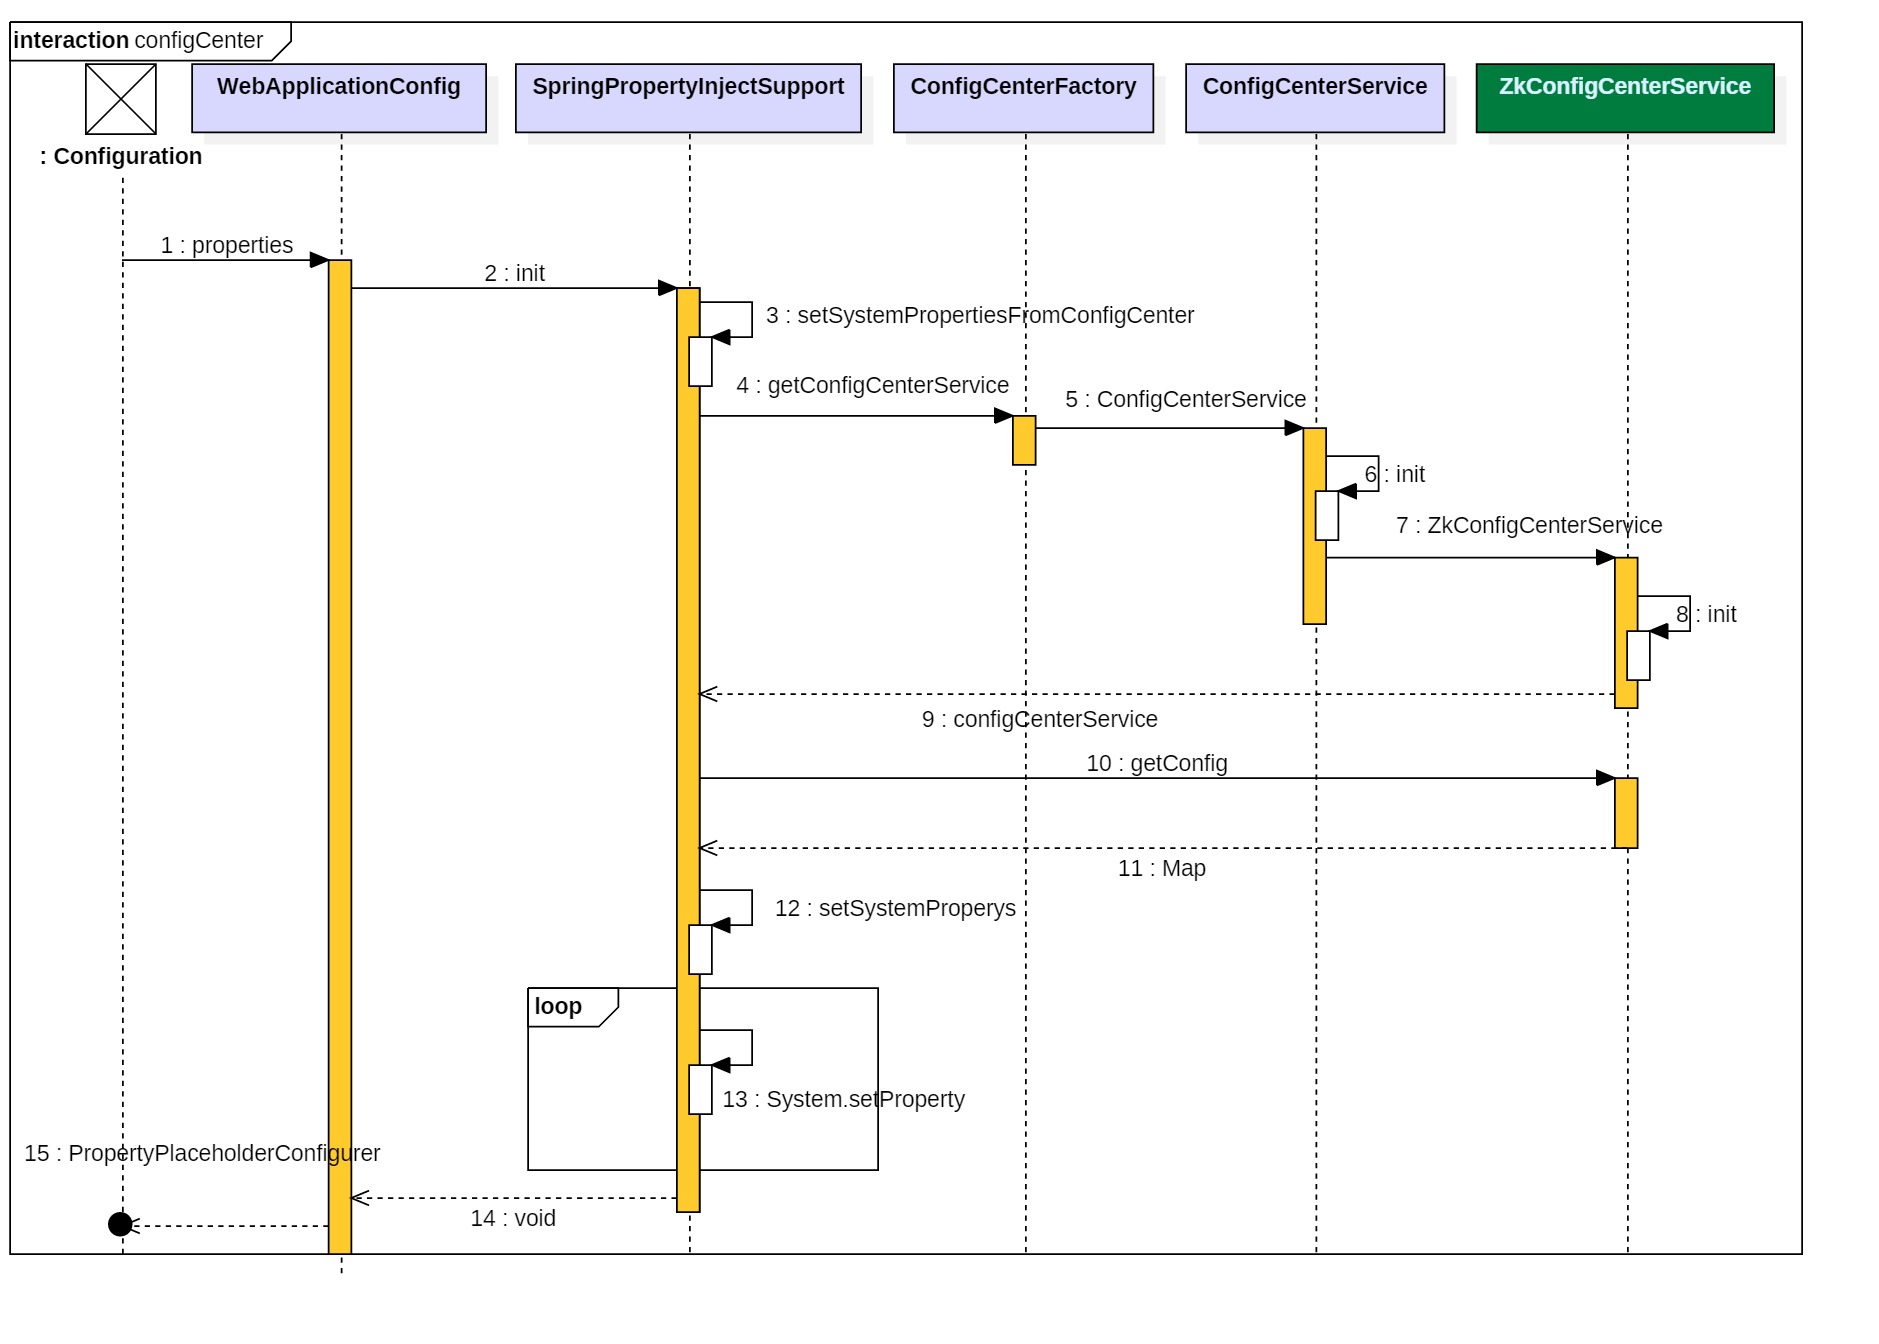 interaction configCenter
WebApplicationConfig
SpringPropertyInjectSupport
ConfigCenterFactory
ConfigCenterService
ZkConfigCenterService
: Configuration
1 : properties
2 : init
3 : setSystemPropertiesFromConfigCenter
4 : getConfigCenterService
5 : ConfigCenterService
6 : init
7 : ZkConfigCenterService
8 : init
9 : configCenterService
10 : getConfig
11 : Map
12 : setSystemProperys
loop
13 : System.setProperty
15 : PropertyPlaceholderConfigurer
14 : void